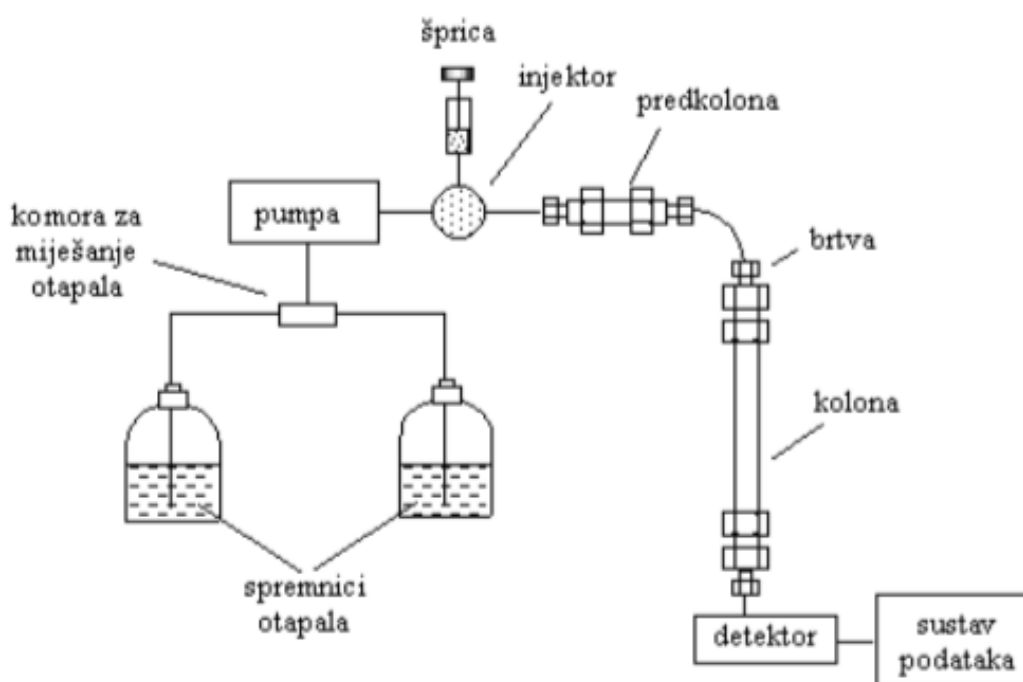 šprica
injektor
predkolona
pumpa
komora za
miješanje
otapala
brtva
kolona
spremnici
otapala
detektor
sustav
podataka